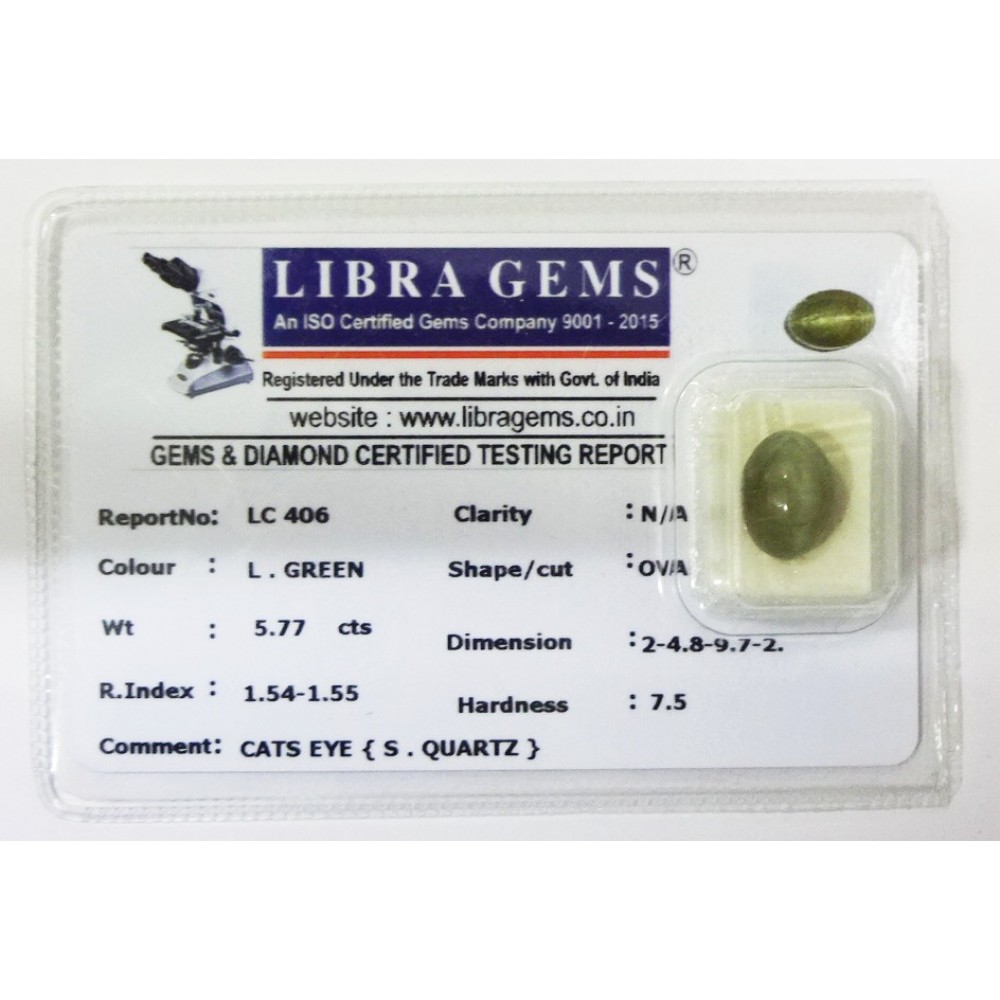 LIBRA GEMS ®
An ISO Certified Gems Company 9001 - 2015
Registered Under the Trade Marks with Govt. of India
website : www.libragems.co.in
GEMS & DIAMOND CERTIFIED TESTING REPORT
ReportNo: LC 406 Clarity : N/A
Colour : L . GREEN Shape/cut : OVA
Wt : 5.77 cts Dimension : 2-4.8-9.7-2.
R.Index : 1.54-1.55 Hardness : 7.5
Comment: CATS EYE { S . QUARTZ }